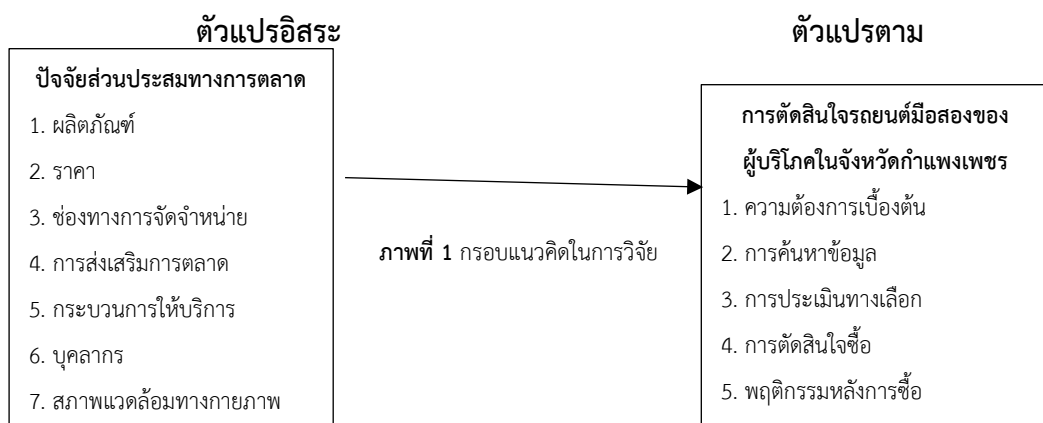 ตัวแปรอิสระ
ตัวแปรตาม
ปัจจัยส่วนประสมทางการตลาด
1. ผลิตภัณฑ์
2. ราคา
3. ช่องทางการจัดจำหน่าย
4. การส่งเสริมการตลาด
5. กระบวนการให้บริการ
6. บุคลากร
7. สภาพแวดล้อมทางกายภาพ
ภาพที่ 1 กรอบแนวคิดในการวิจัย
การตัดสินใจรถยนต์มือสองของ
ผู้บริโภคในจังหวัดกำแพงเพชร
1. ความต้องการเบื้องต้น
2. การค้นหาข้อมูล
3. การประเมินทางเลือก
4. การตัดสินใจซื้อ
5. พฤติกรรมหลังการซื้อ